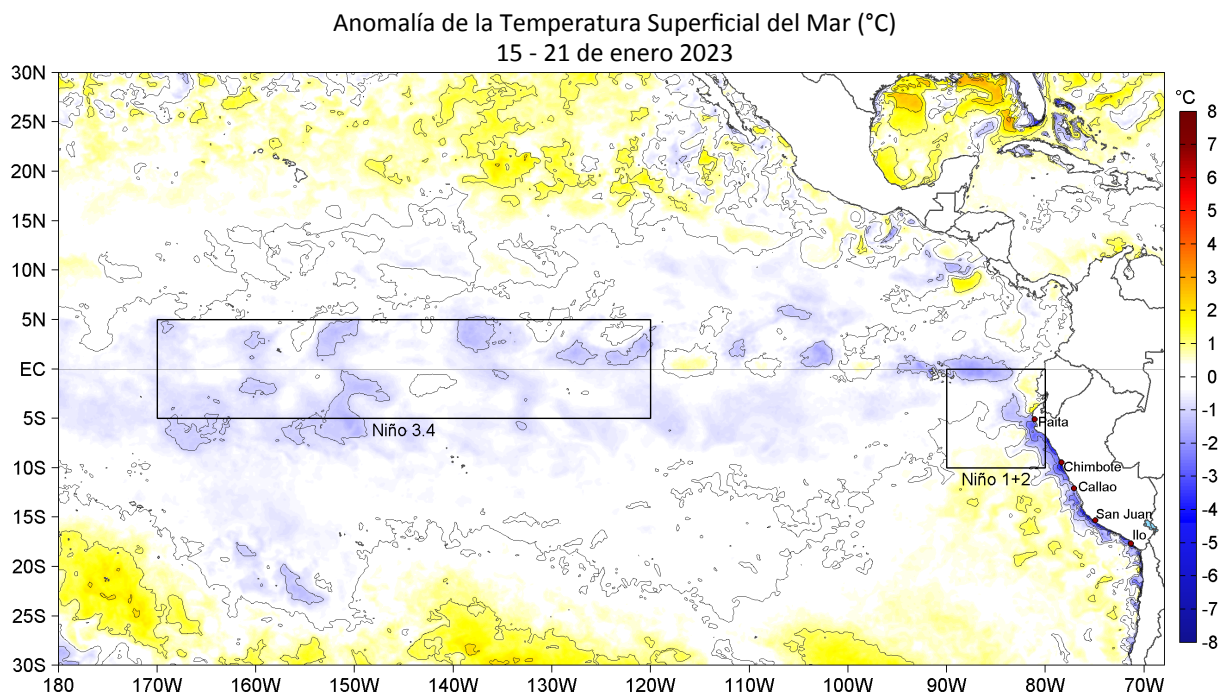 Anomalía de la Temperatura Superficial del Mar (°C)
15 - 21 de enero 2023
30N
25N
20N
15N
10N
5N
EC
5S
10S
15S
20S
25S
30S
180
170W
160W
150W
140W
130W
120W
110W
100W
90W
80W
70W
Niño 3.4
Niño 1+2
Paita
Chimbote
Callao
San Juan
Ilo
°C
8
7
6
5
4
3
2
1
0
-1
-2
-3
-4
-5
-6
-7
-8